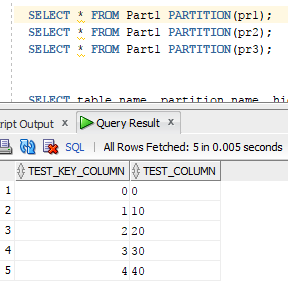 SELECT * FROM Part1 PARTITION(pr1);
SELECT * FROM Part1 PARTITION(pr2);
SELECT * FROM Part1 PARTITION(pr3);
SELECT table_name, partition_name, hi
ript Output x Query Result x
SQL | All Rows Fetched: 5 in 0.005 seconds
TEST_KEY_COLUMN TEST_COLUMN
1 0 0
2 1 10
3 2 20
4 3 30
5 4 40